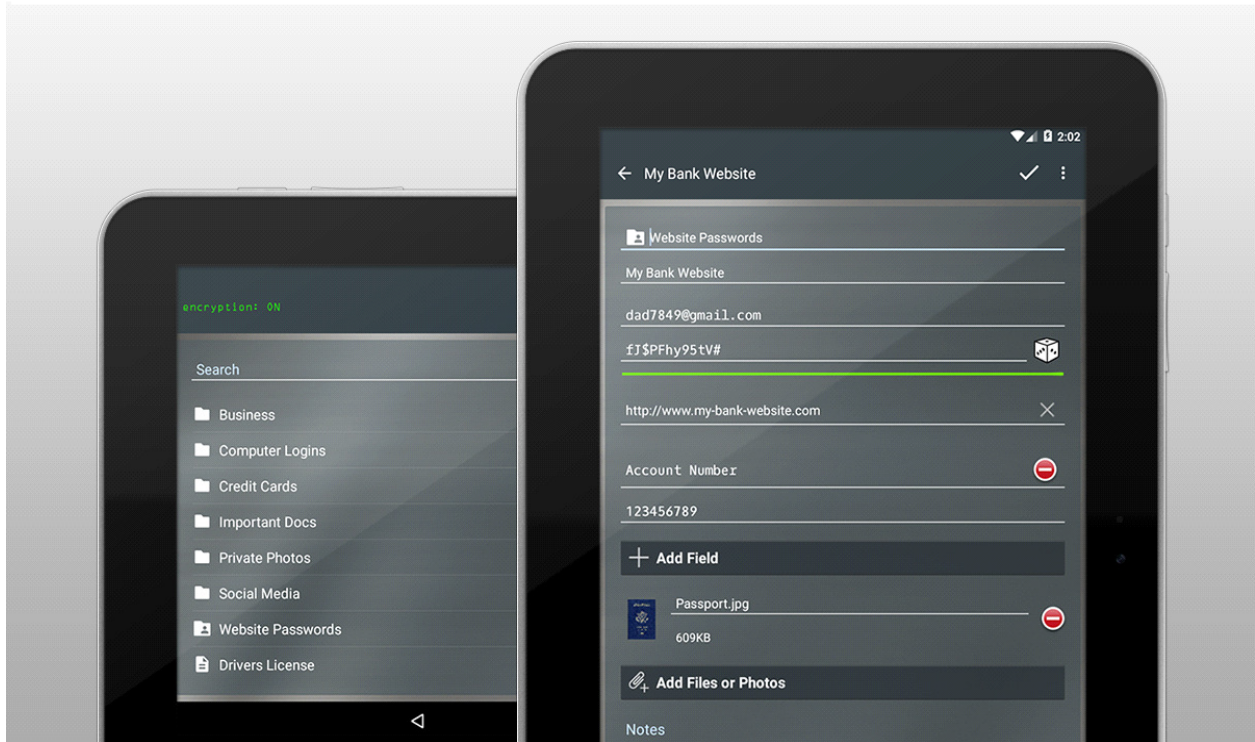 encryption: ON
Search
Business
Computer Logins
Credit Cards
Important Docs
Private Photos
Social Media
Website Passwords
Drivers License
2:02
My Bank Website
Website Passwords
My Bank Website
dad7849@gmail.com
fJ$PFhy95tV#
http://www.my-bank-website.com
Account Number
123456789
Add Field
Passport.jpg
609KB
Add Files or Photos
Notes